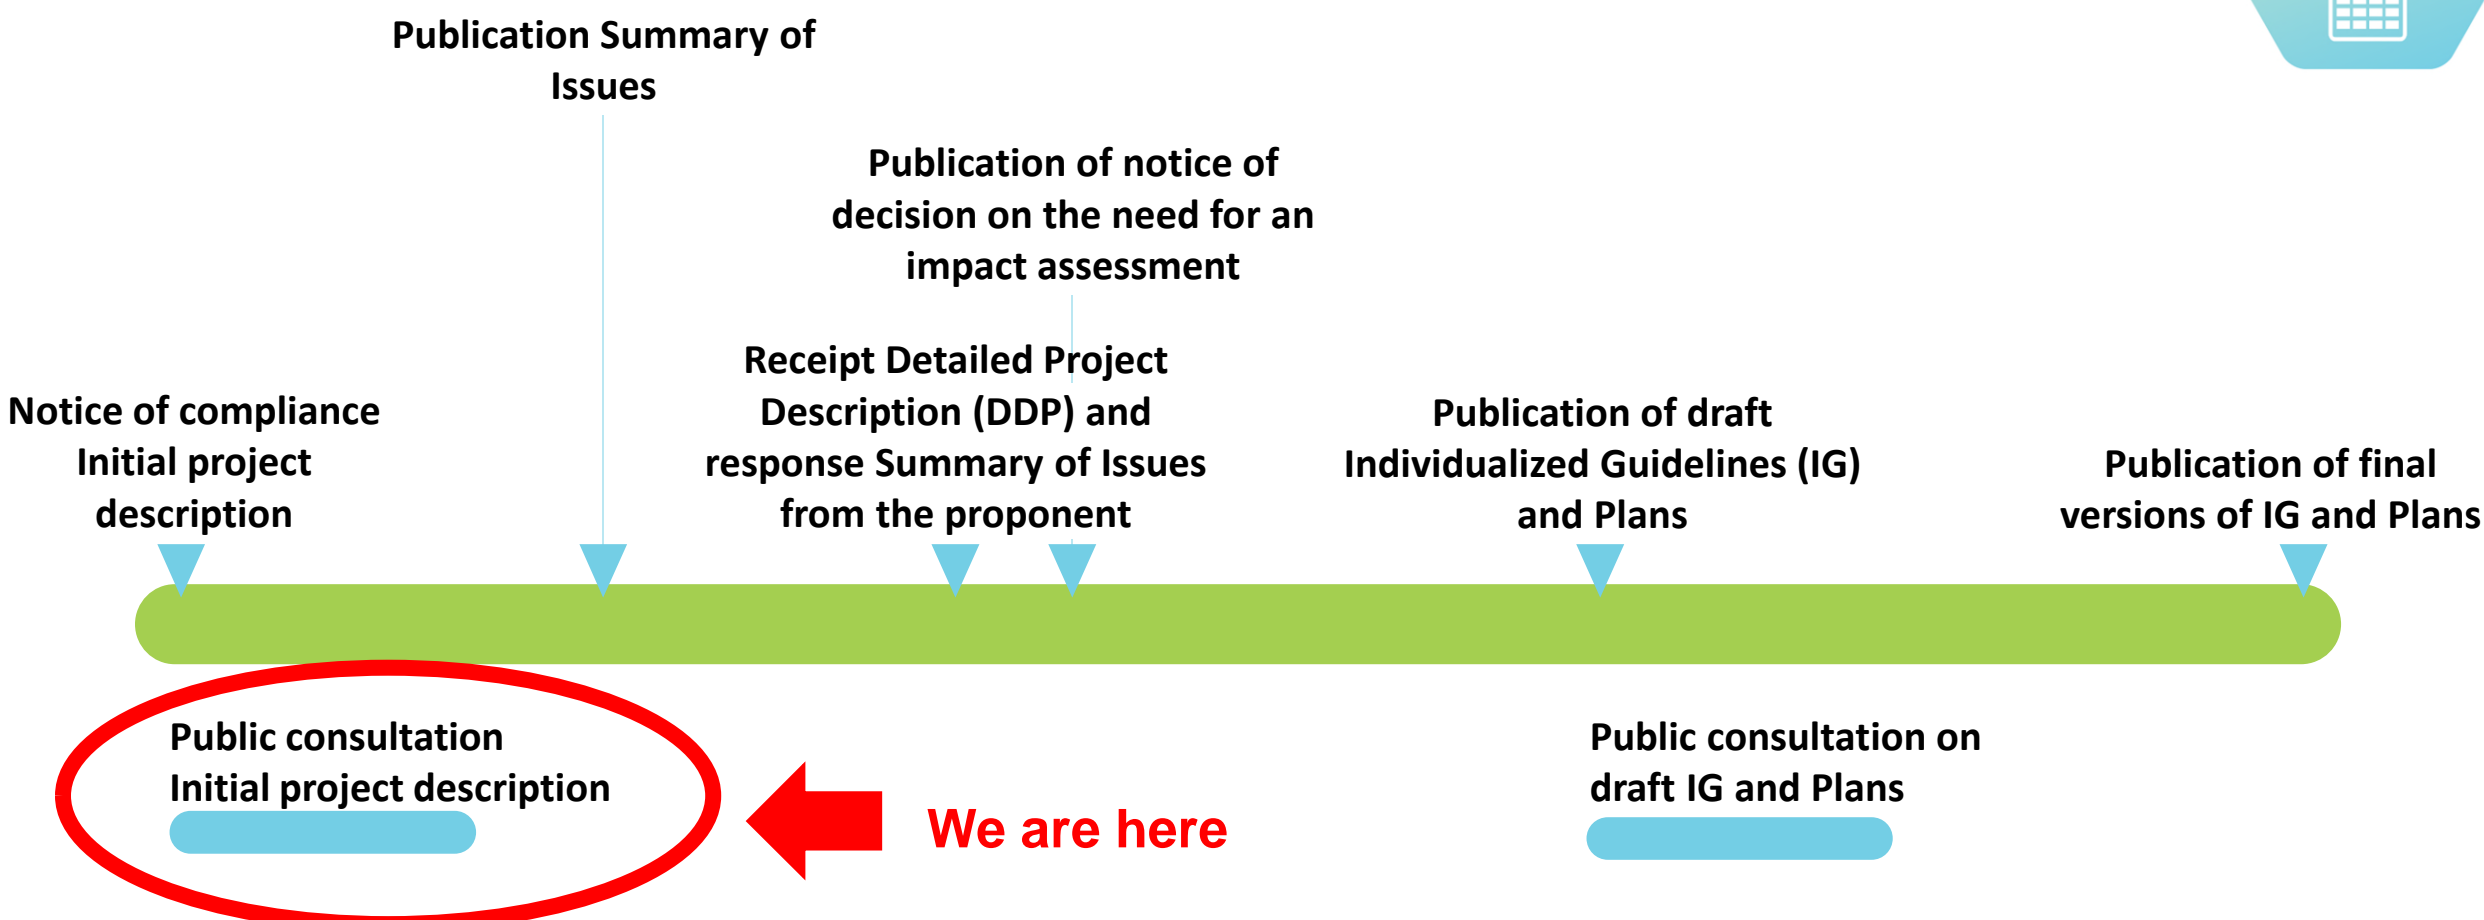 Publication Summary of
Issues
Publication of notice of
decision on the need for an
impact assessment
Receipt Detailed Project
Description (DDP) and
response Summary of Issues
from the proponent
Notice of compliance
Initial project
description
Publication of draft
Individualized Guidelines (IG)
and Plans
Publication of final
versions of IG and Plans
Public consultation
Initial project description
We are here
Public consultation on
draft IG and Plans